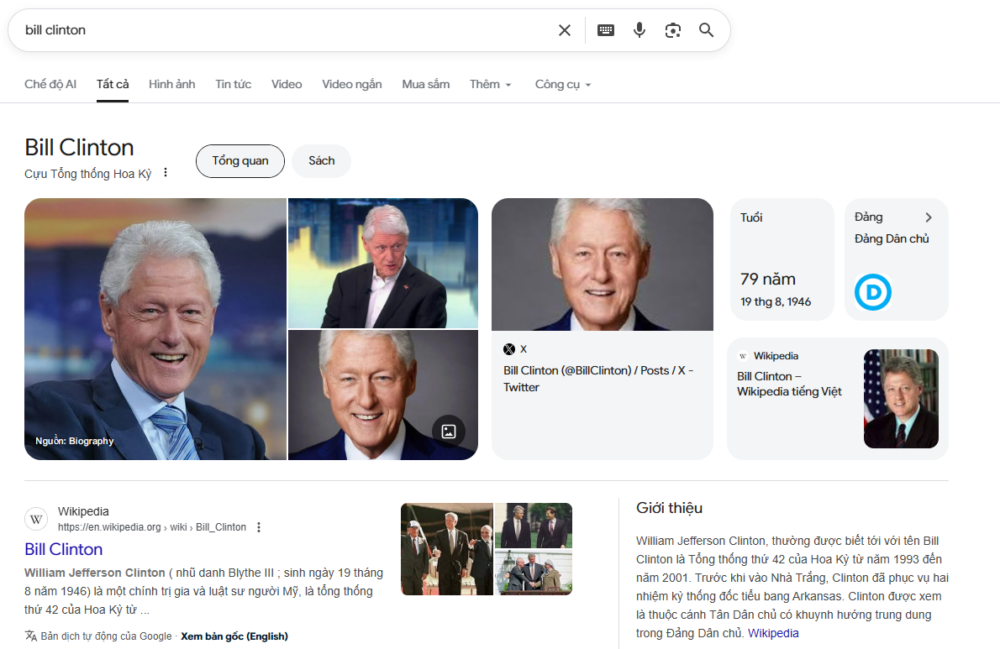 bill clinton
Chế độ AI
Tất cả
Hình ảnh
Tin tức
Video
Video ngắn
Mua sắm
Thêm
Công cụ
Bill Clinton
Cựu Tổng thống Hoa Kỳ
Tổng quan
Sách
Nguồn: Biography
X
Bill Clinton (@BillClinton) / Posts / X -
Twitter
Tuổi
79 năm
19 thg 8, 1946
Đảng
Đảng Dân chủ
D
W
Wikipedia
Bill Clinton –
Wikipedia tiếng Việt
W
Wikipedia
https://en.wikipedia.org › wiki › Bill_Clinton
Bill Clinton
William Jefferson Clinton ( nhũ danh Blythe III ; sinh ngày 19 tháng
8 năm 1946) là một chính trị gia và luật sư người Mỹ, là tổng thống
thứ 42 của Hoa Kỳ từ ...
Bản dịch tự động của Google · Xem bản gốc (English)
Giới thiệu
William Jefferson Clinton, thường được biết tới với tên Bill
Clinton là Tổng thống thứ 42 của Hoa Kỳ từ năm 1993 đến
năm 2001. Trước khi vào Nhà Trắng, Clinton đã phục vụ hai
nhiệm kỳ thống đốc tiểu bang Arkansas. Clinton được xem
là thuộc cánh Tân Dân chủ có khuynh hướng trung dung
trong Đảng Dân chủ. Wikipedia